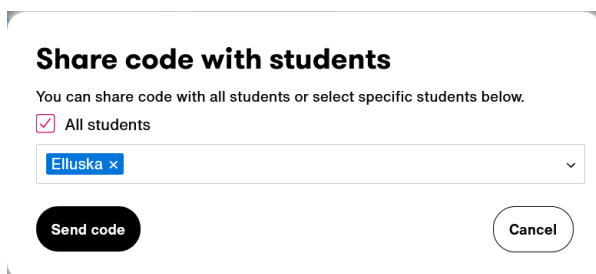 Share code with students
You can share code with all students or select specific students below.
All students
Elluska ×
Send code
Cancel